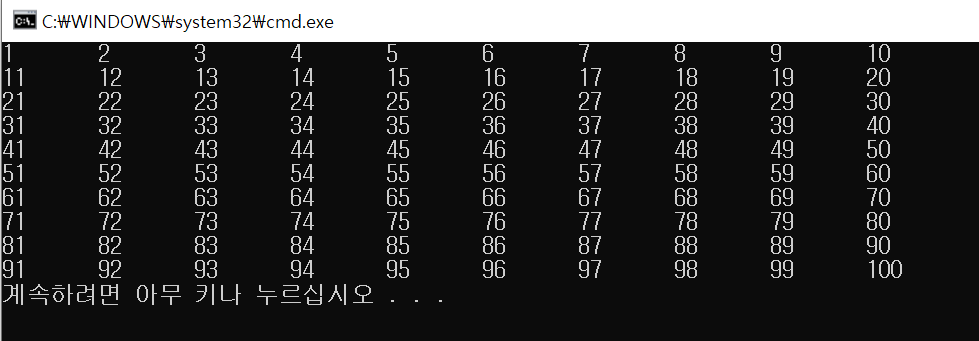 C:₩WINDOWS₩system32₩cmd.exe
1 2 3 4 5 6 7 8 9 10
11 12 13 14 15 16 17 18 19 20
21 22 23 24 25 26 27 28 29 30
31 32 33 34 35 36 37 38 39 40
41 42 43 44 45 46 47 48 49 50
51 52 53 54 55 56 57 58 59 60
61 62 63 64 65 66 67 68 69 70
71 72 73 74 75 76 77 78 79 80
81 82 83 84 85 86 87 88 89 90
91 92 93 94 95 96 97 98 99 100
계속하려면 아무 키나 누르십시오 . . .